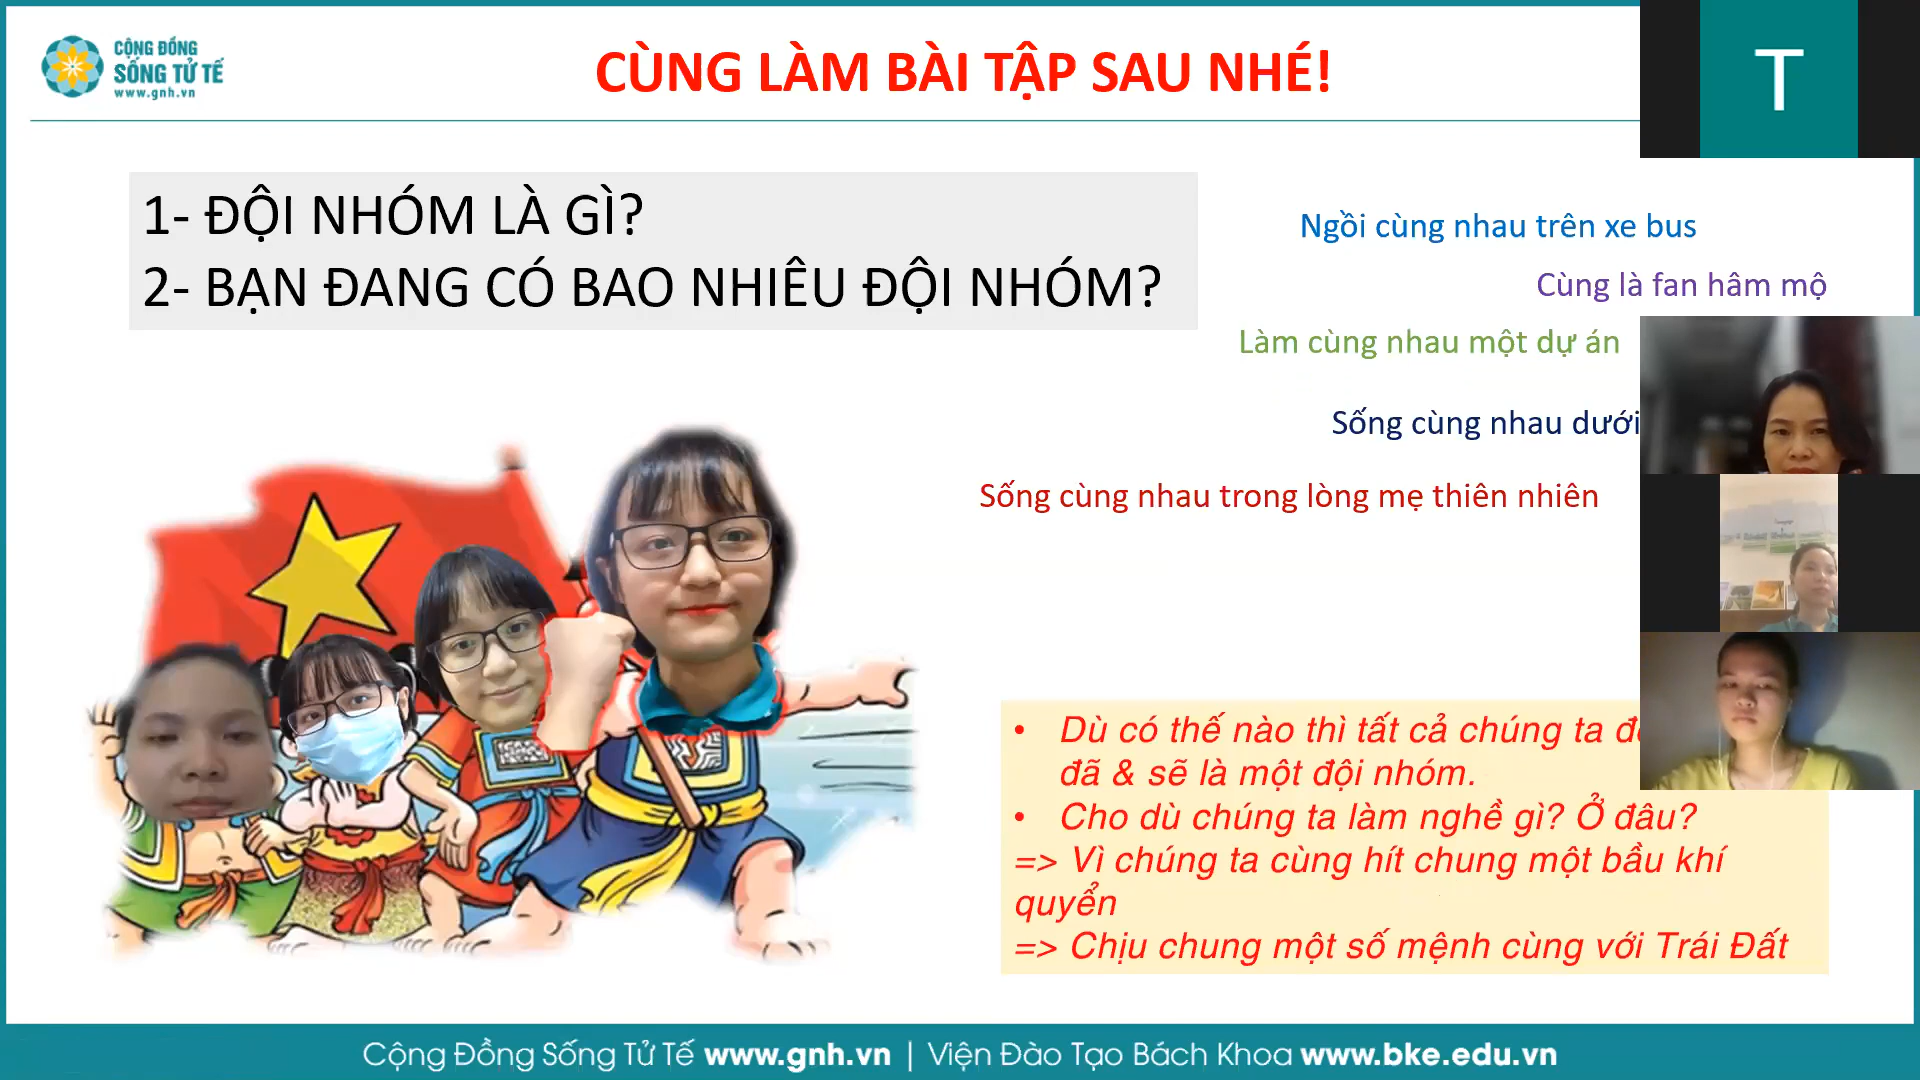 CỘNG ĐỒNG
SỐNG TỬ TẾ
www.gnh.vn
CÙNG LÀM BÀI TẬP SAU NHÉ!
T
1- ĐỘI NHÓM LÀ GÌ?
2- BẠN ĐANG CÓ BAO NHIÊU ĐỘI NHÓM?
Ngồi cùng nhau trên xe bus
Cùng là fan hâm mộ
Làm cùng nhau một dự án
Sống cùng nhau dưới
Sống cùng nhau trong lòng mẹ thiên nhiên
• Dù có thế nào thì tất cả chúng ta
đã & sẽ là một đội nhóm.
• Cho dù chúng ta làm nghề gì? Ở đâu?
=> Vì chúng ta cùng hít chung một bầu khí
quyển
=> Chịu chung một số mệnh cùng với Trái Đất
Cộng Đồng Sống Tử Tế www.gnh.vn | Viện Đào Tạo Bách Khoa www.bke.edu.vn